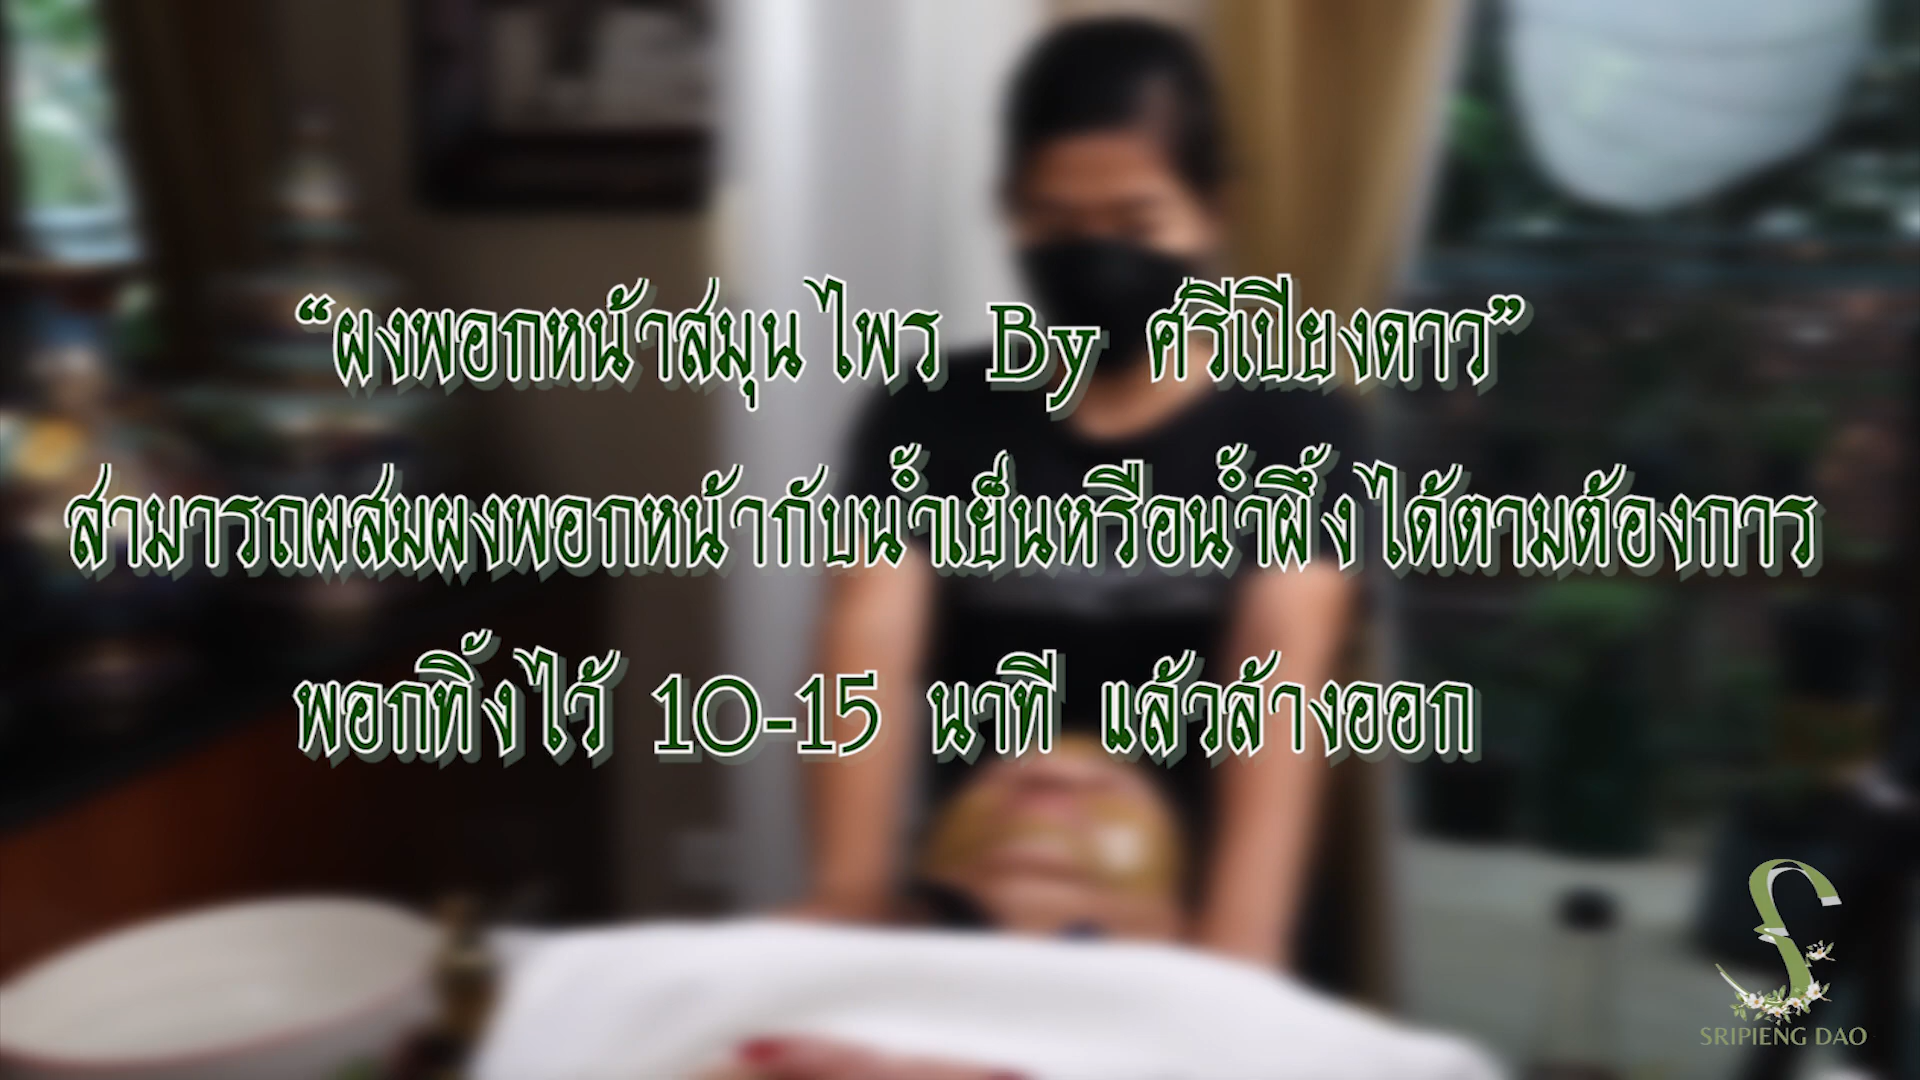 “ผงพอกหน้าสมุนไพร By ศรีเปียงดาว”
สามารถผสมผงพอกหน้ากับน้ำเย็นหรือน้ำผึ้งได้ตามต้องการ
พอกทิ้งไว้ 10-15 นาที แล้วล้างออก
SRIPIENG DAO